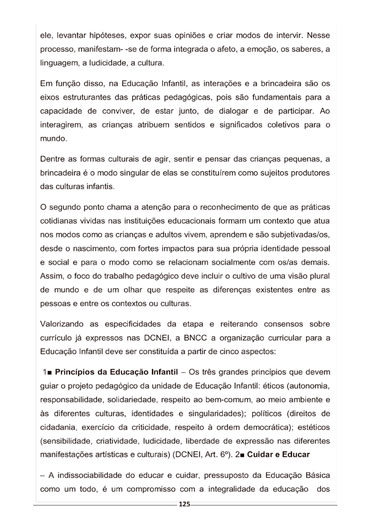 ele, levantar hipóteses, expor suas opiniões e criar modos de intervir. Nesse
processo, manifestam- -se de forma integrada o afeto, a emoção, os saberes, a
linguagem, a ludicidade, a cultura.
Em função disso, na Educação Infantil, as interações e a brincadeira são os
eixos estruturantes das práticas pedagógicas, pois são fundamentais para a
capacidade de conviver, de estar junto, de dialogar e de participar. Ao
interagirem, as crianças atribuem sentidos e significados coletivos para o
mundo.
Dentre as formas culturais de agir, sentir e pensar das crianças pequenas, a
brincadeira é o modo singular de elas se constituírem como sujeitos produtores
das culturas infantis.
O segundo ponto chama a atenção para o reconhecimento de que as práticas
cotidianas vividas nas instituições educacionais formam um contexto que atua
nos modos como as crianças e adultos vivem, aprendem e são subjetivadas/os,
desde o nascimento, com fortes impactos para sua própria identidade pessoal
e social e para o modo como se relacionam socialmente com os/as demais.
Assim, o foco do trabalho pedagógico deve incluir o cultivo de uma visão plural
de mundo e de um olhar que respeite as diferenças existentes entre as
pessoas e entre os contextos ou culturas.
Valorizando as especificidades da etapa e reiterando consensos sobre
currículo já expressos nas DCNEI, a BNCC a organização curricular para a
Educação Infantil deve ser constituída a partir de cinco aspectos:
1■ Princípios da Educação Infantil – Os três grandes princípios que devem
guiar o projeto pedagógico da unidade de Educação Infantil: éticos (autonomia,
responsabilidade, solidariedade, respeito ao bem-comum, ao meio ambiente e
às diferentes culturas, identidades e singularidades); políticos (direitos de
cidadania, exercício da criticidade, respeito à ordem democrática); estéticos
(sensibilidade, criatividade, ludicidade, liberdade de expressão nas diferentes
manifestações artísticas e culturais) (DCNEI, Art. 6º). 2■ Cuidar e Educar
– A indissociabilidade do educar e cuidar, pressuposto da Educação Básica
como um todo, é um compromisso com a integralidade da educação dos
125